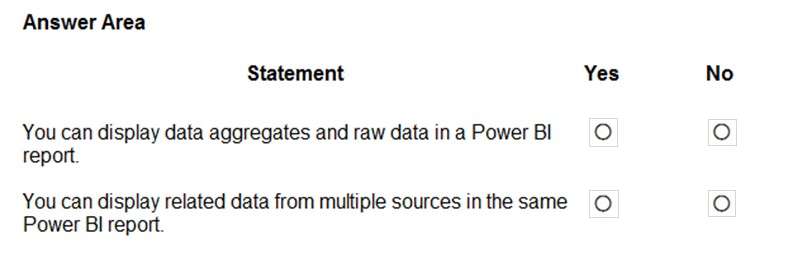 Answer Area
Statement Yes No
You can display data aggregates and raw data in a Power BI
report.
You can display related data from multiple sources in the same
Power BI report.